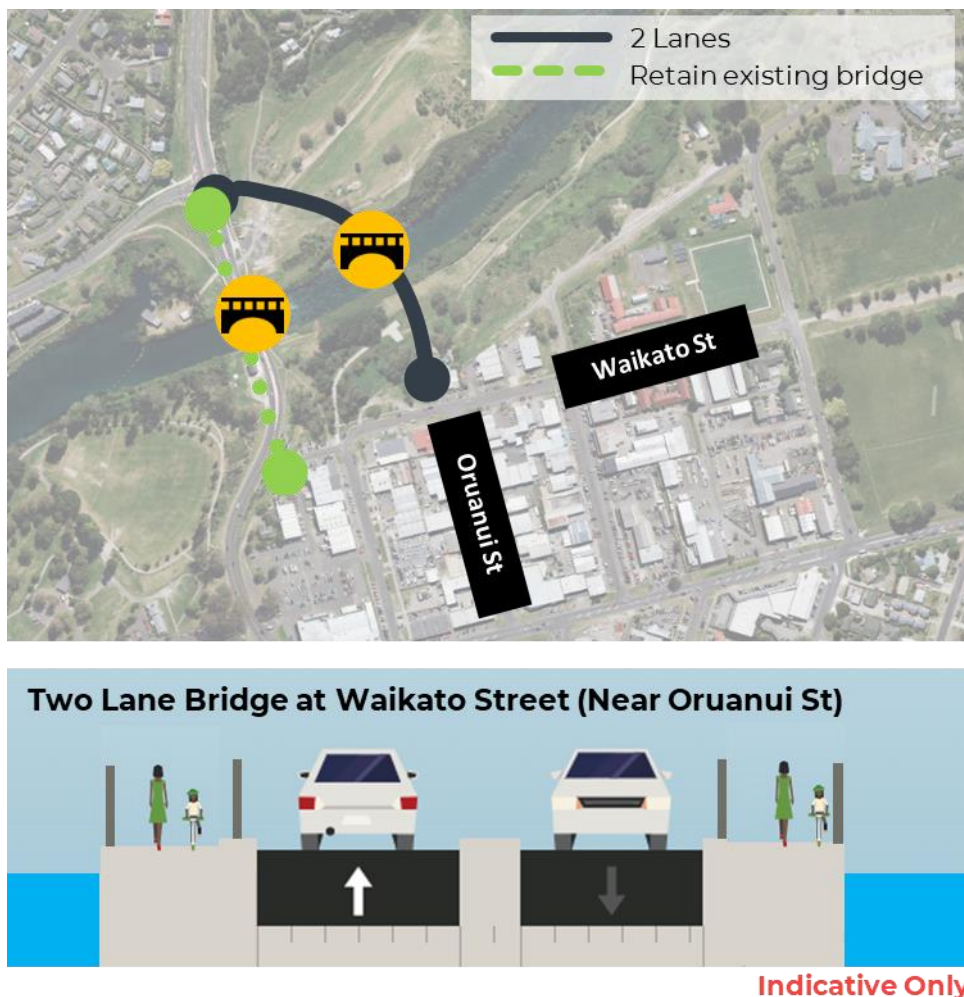 2 Lanes
Retain existing bridge
Waikato St
Oruanui St
Two Lane Bridge at Waikato Street (Near Oruanui St)
Indicative Only